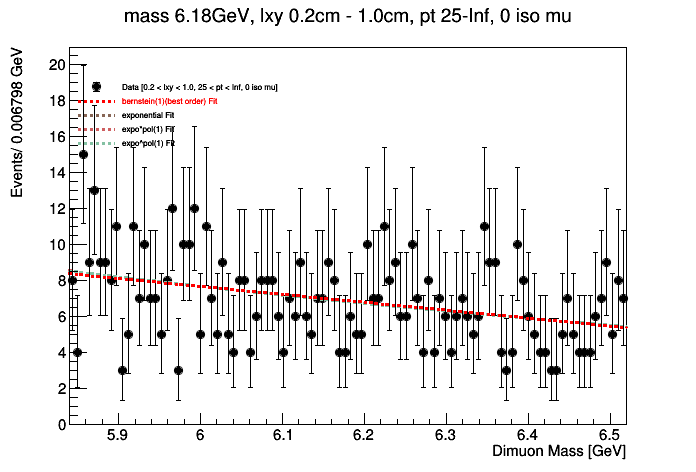 mass 6.18GeV, lxy 0.2cm - 1.0cm, pt 25-Inf, 0 iso mu
Events/ 0.006798 GeV
20
18
16
14
12
10
8
6
4
2
0
Data [0.2 < lxy < 1.0, 25 < pt < Inf, 0 iso mu]
bernstein(1)(best order) Fit
exponential Fit
expo*pol(1) Fit
expo^pol(1) Fit
5.9 6 6.1 6.2 6.3 6.4 6.5
Dimuon Mass [GeV]